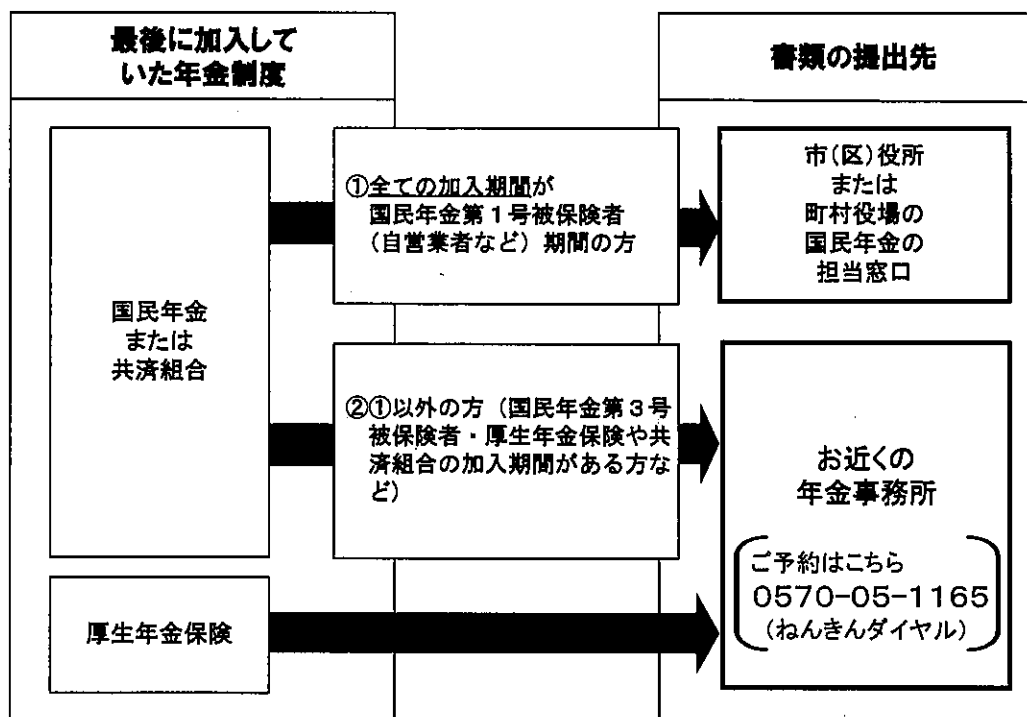 最後に加入して
いた年金制度
書類の提出先
国民年金
または
共済組合
①全ての加入期間が
国民年金第1号被保険者
(自営業者など)期間の方
市(区)役所
または
町村役場の
国民年金の
担当窓口
②①以外の方(国民年金第3号
被保険者・厚生年金保険や共
済組合の加入期間がある方な
ど)
お近くの
年金事務所
ご予約はこちら
0570-05-1165
(ねんきんダイヤル)
厚生年金保険